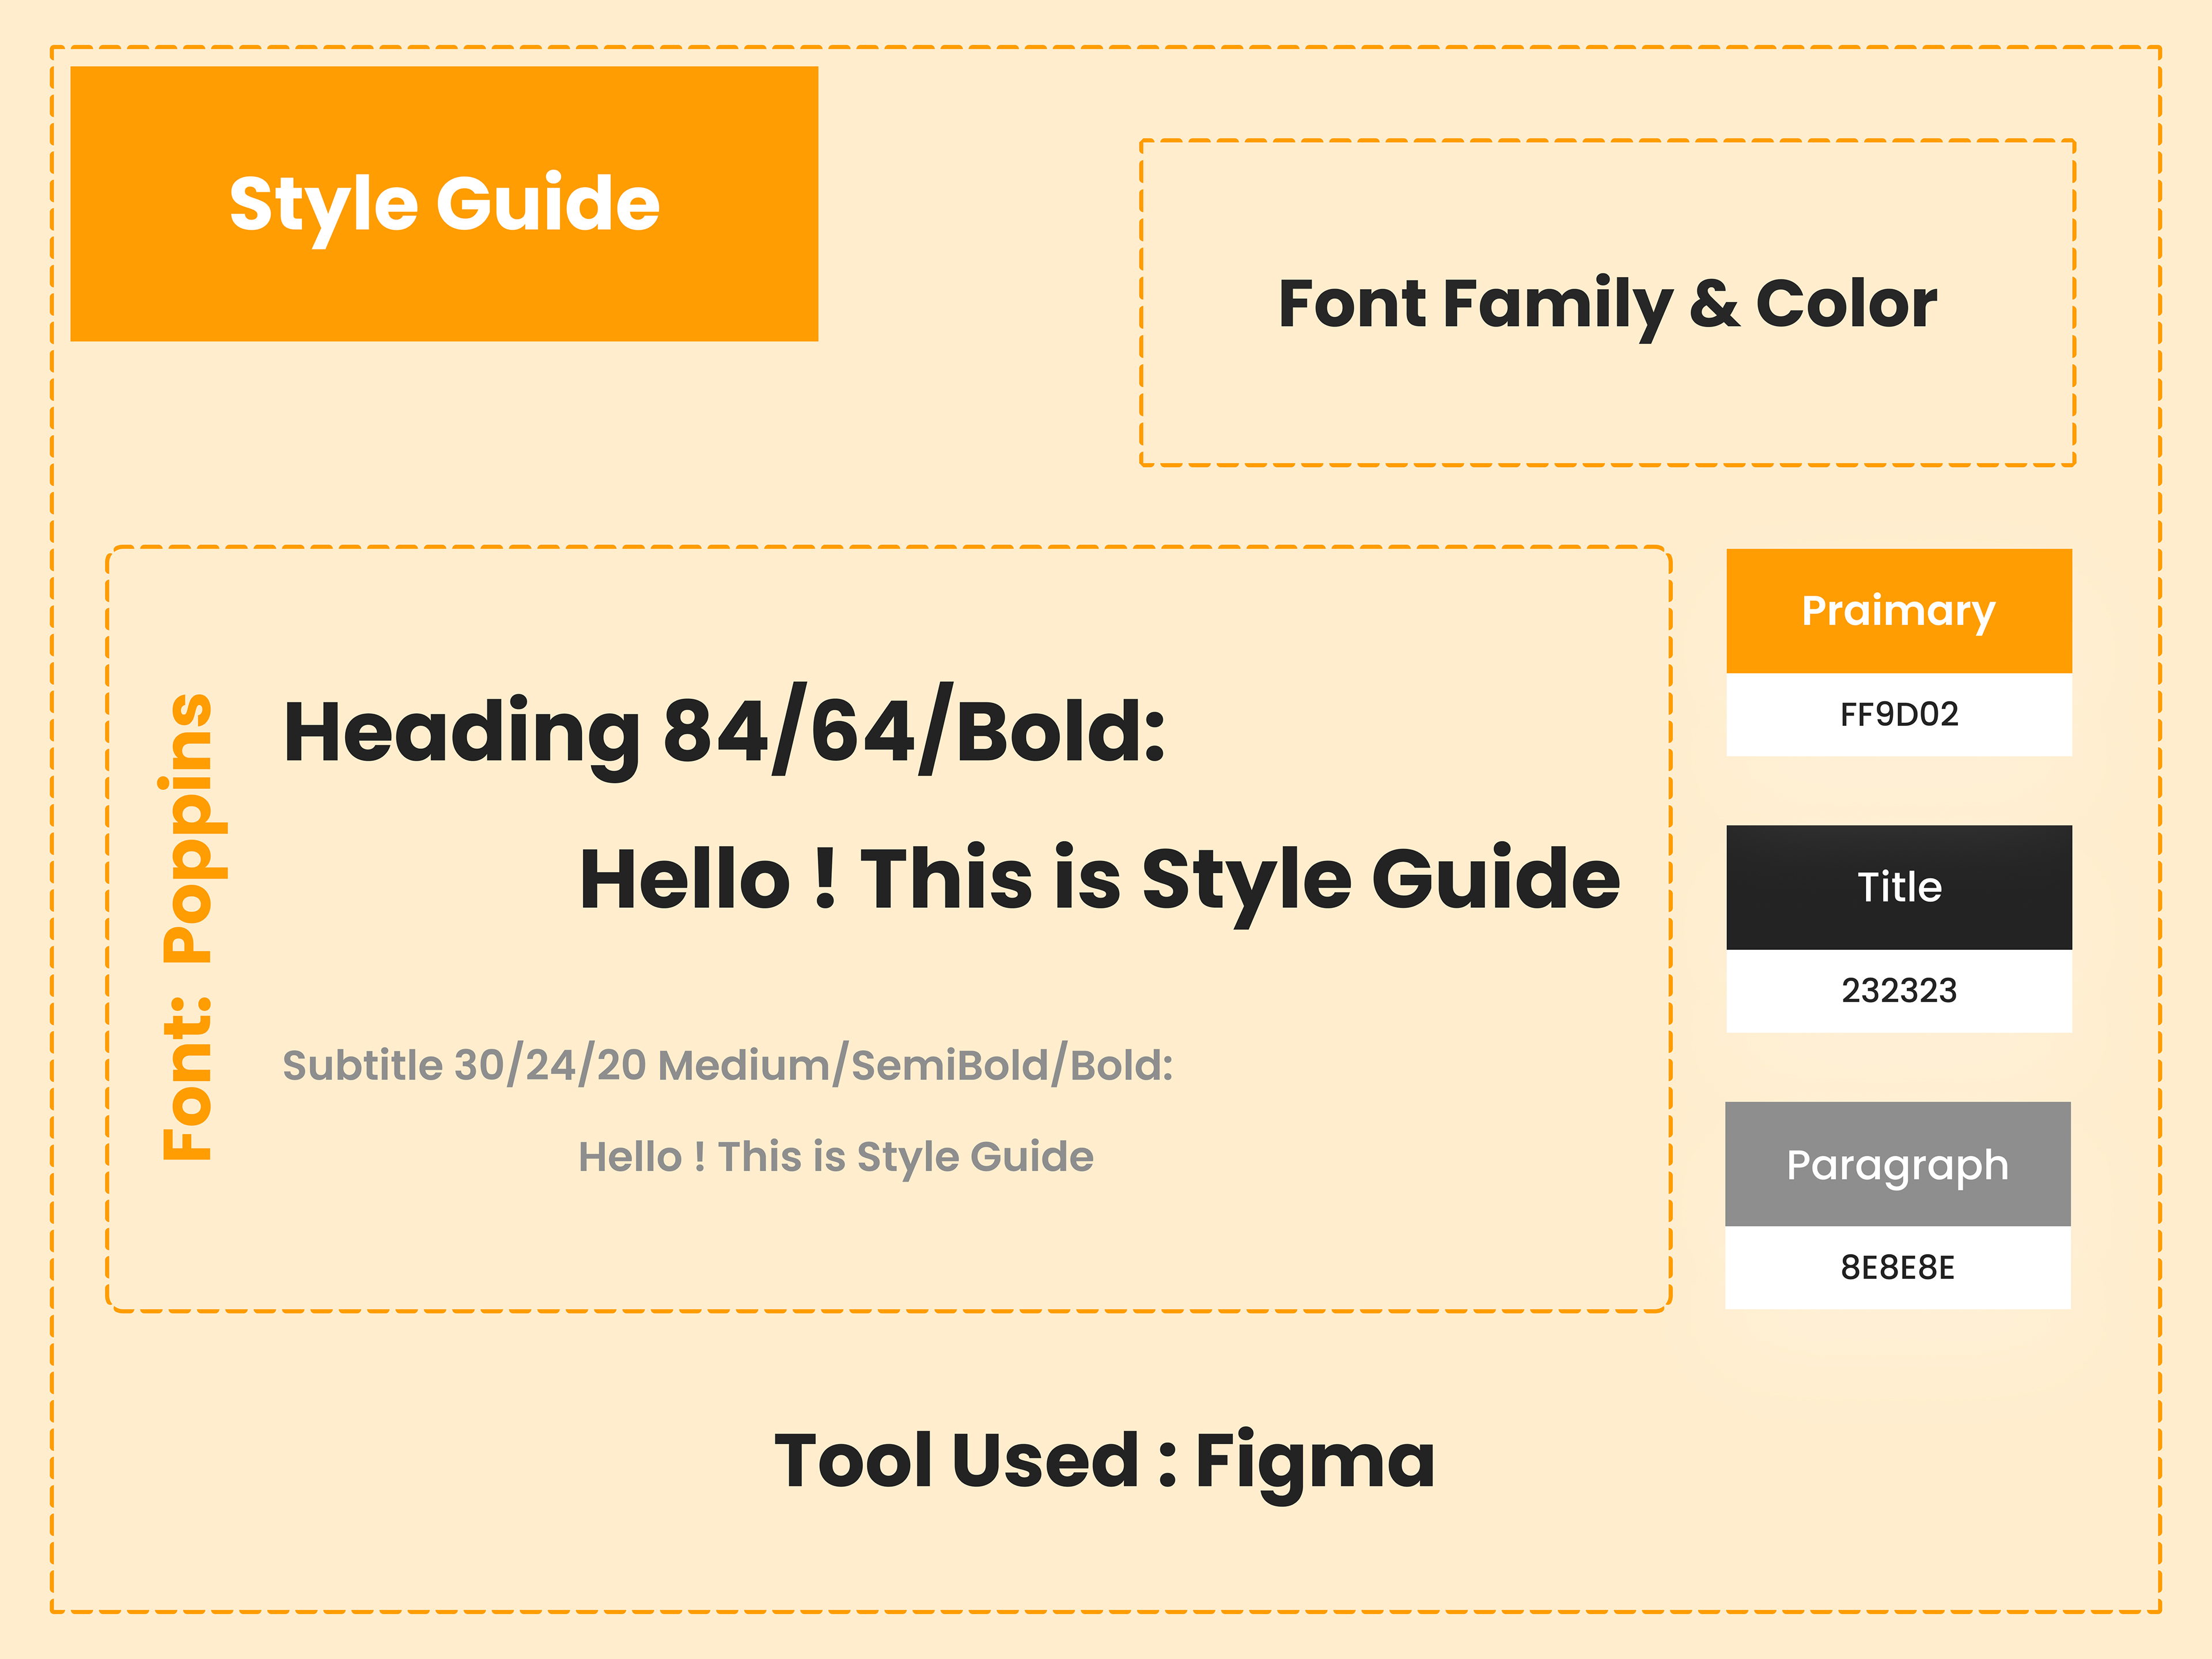 Style Guide
Font Family & Color
Font: Poppins
Heading 84/64/Bold:
Hello ! This is Style Guide
Subtitle 30/24/20 Medium/SemiBold/Bold:
Hello ! This is Style Guide
Praimary
FF9D02
Title
232323
Paragraph
8E8E8E
Tool Used : Figma